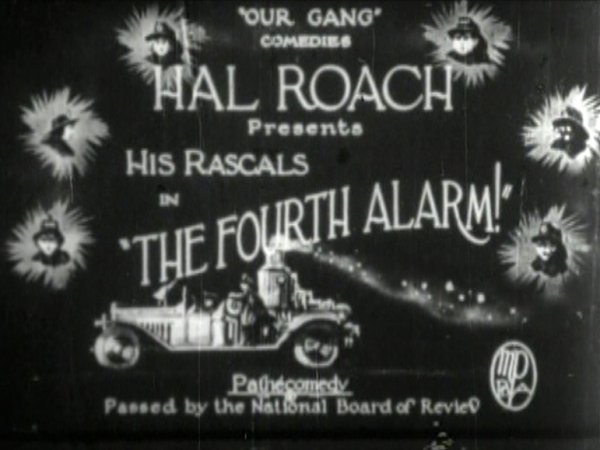 "OUR GANG"
COMEDIES
HAL ROACH
Presents
HIS RASCALS
IN
"THE FOURTH ALARM!"
Pathécomedy
Passed by the National Board of Review